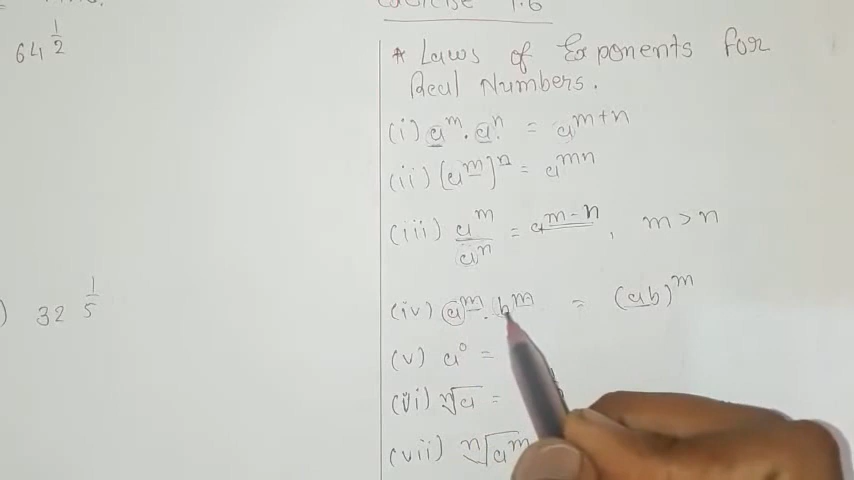 Exercise 1.6
64^(1/2)
* Laws of Exponents for
Real Numbers.
(i) a^m . a^n = a^(m+n)
(ii) (a^m)^n = a^(mn)
(iii) a^m / a^n = a^(m-n), m > n
(iv) a^m . b^m = (ab)^m
) 32^(1/5)
(v) a^0 =
(vi) ⁿ√a =
(vii) ⁿ√a^m